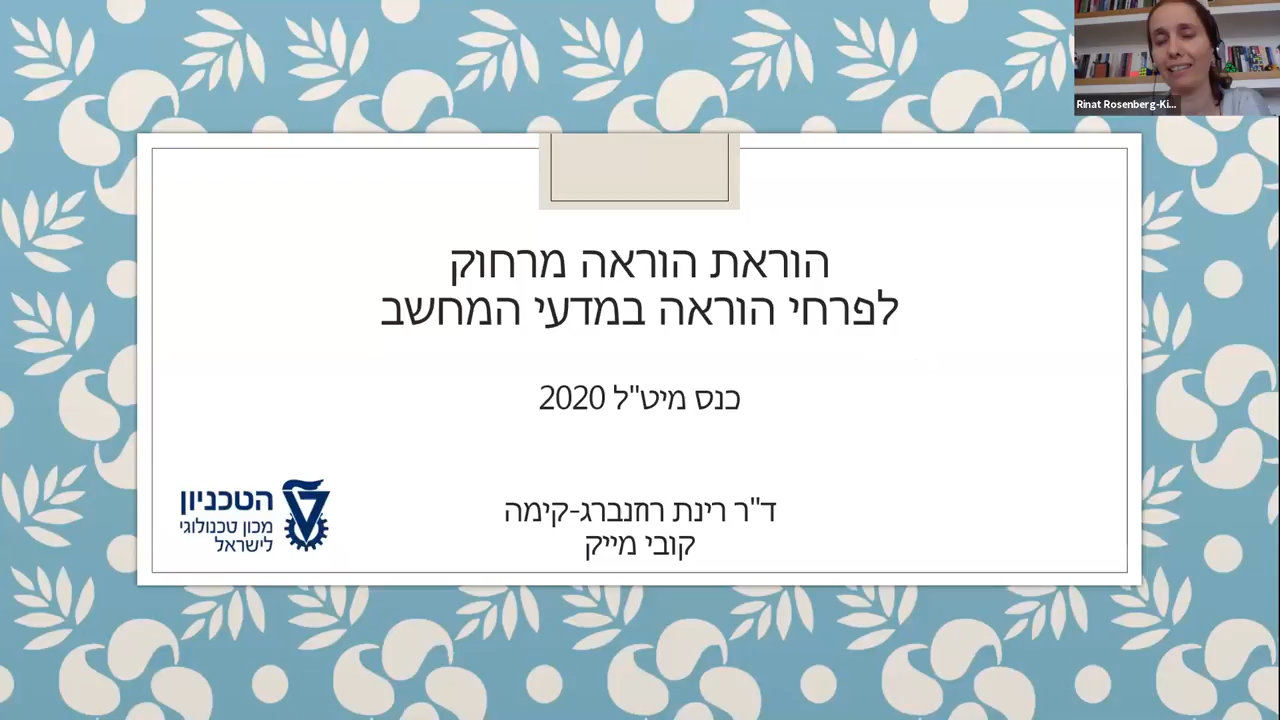 Rinat Rosenberg-Ki...
הוראת הוראה מרחוק
לפרחי הוראה במדעי המחשב
כנס מיט"ל 2020
ד"ר רינת רוזנברג-קימה
קובי מייק
הטכניון
מכון טכנולוגי
לישראל